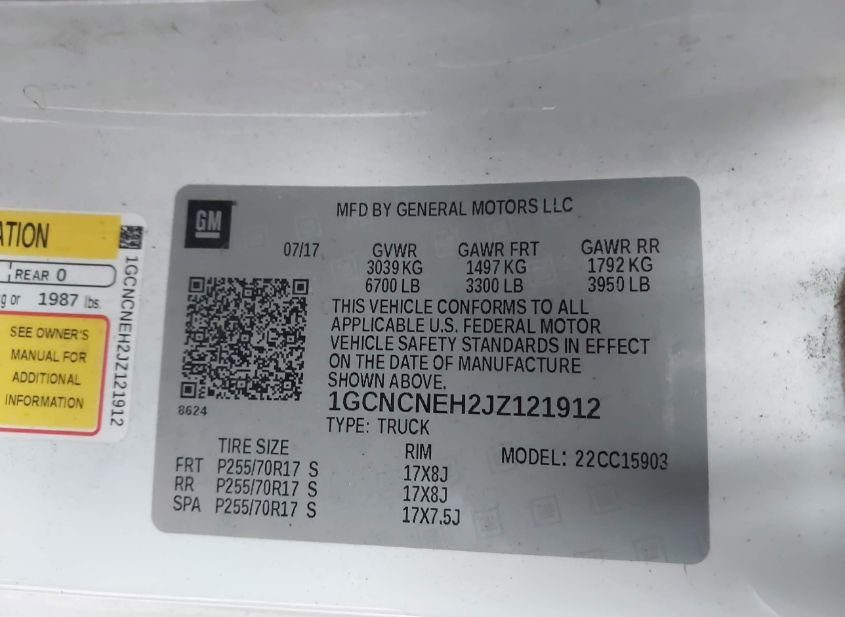 ATION
REAR 0
g or 1987 lbs.
SEE OWNER'S
MANUAL FOR
ADDITIONAL
INFORMATION
1GCNCNEH2JZ121912
GM
MFD BY GENERAL MOTORS LLC
07/17 GVWR GAWR FRT GAWR RR
3039 KG 1497 KG 1792 KG
6700 LB 3300 LB 3950 LB
THIS VEHICLE CONFORMS TO ALL
APPLICABLE U.S. FEDERAL MOTOR
VEHICLE SAFETY STANDARDS IN EFFECT
ON THE DATE OF MANUFACTURE
SHOWN ABOVE.
8624
1GCNCNEH2JZ121912
TYPE: TRUCK
TIRE SIZE RIM MODEL: 22CC15903
FRT P255/70R17 S 17X8J
RR P255/70R17 S 17X8J
SPA P255/70R17 S 17X7.5J